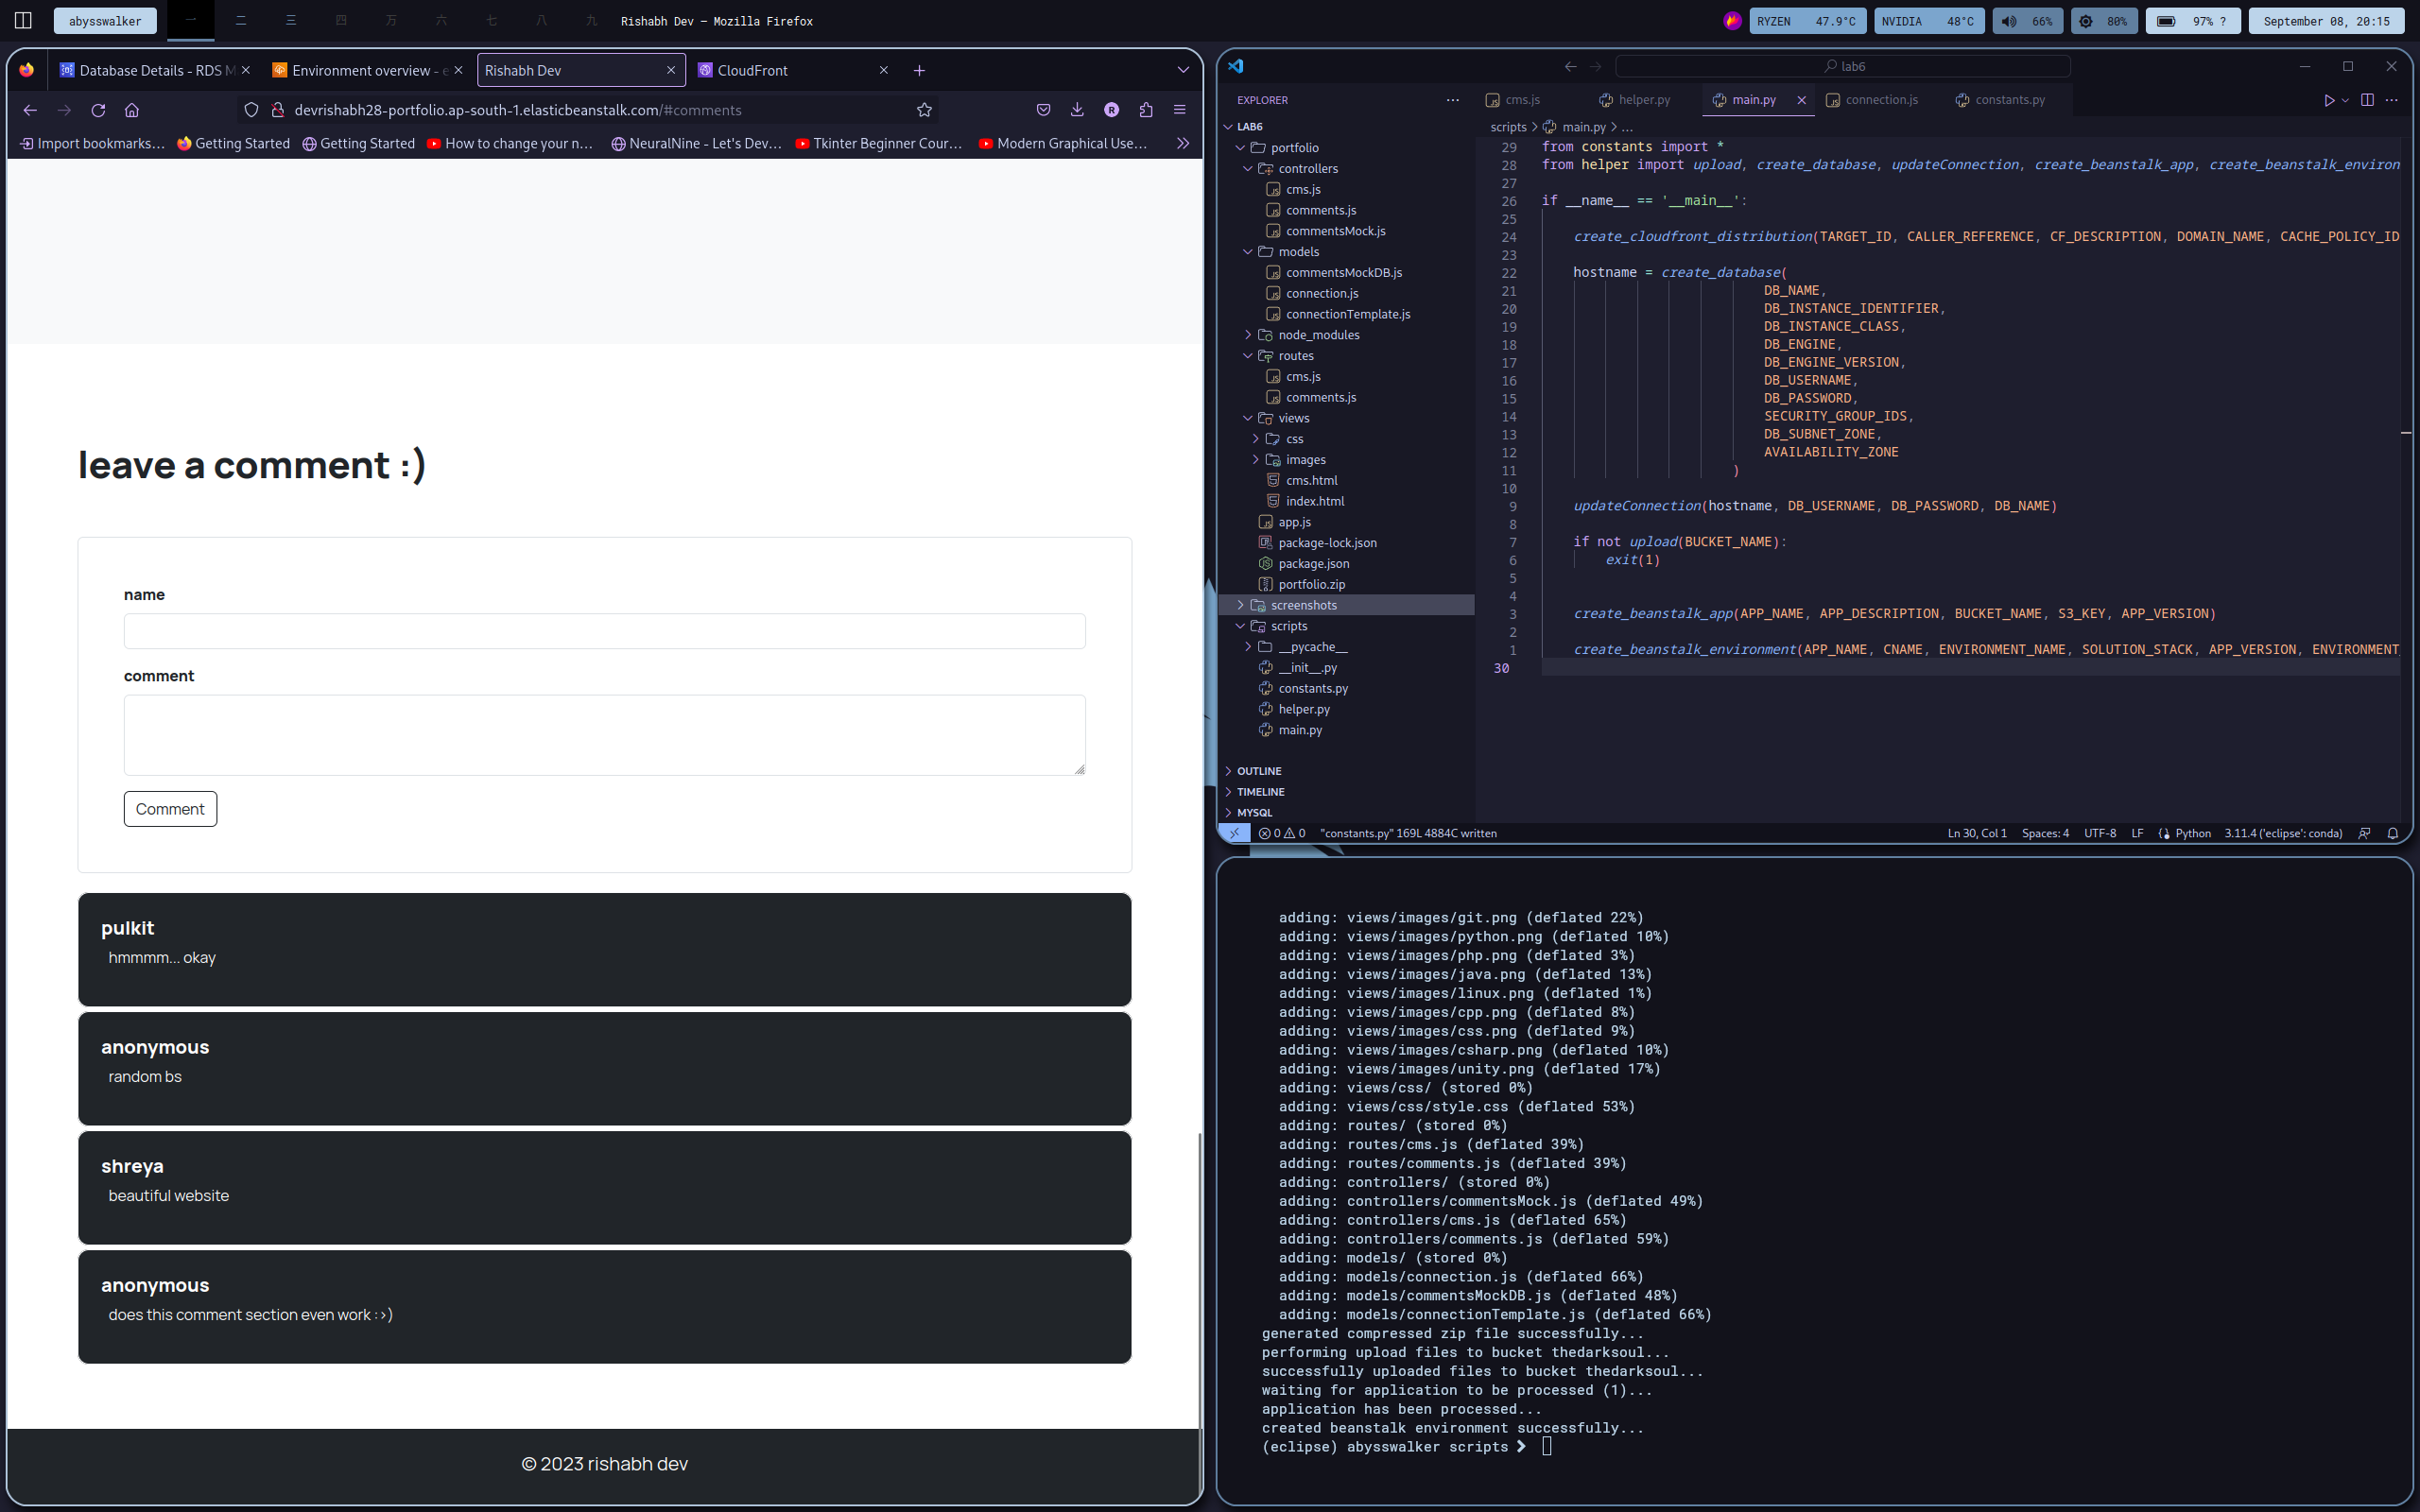 abysswalker 一 二 三 四 万 六 七 八 九 Rishabh Dev — Mozilla Firefox
RYZEN 47.9°C NVIDIA 48°C 66% 80% 97% ? September 08, 20:15
Database Details - RDS M Environment overview - e Rishabh Dev CloudFront
devrishabh28-portfolio.ap-south-1.elasticbeanstalk.com/#comments
Import bookmarks... Getting Started Getting Started How to change your n... NeuralNine - Let's Dev... Tkinter Beginner Cour... Modern Graphical Use...
leave a comment :)
name
comment
Comment
pulkit
hmmmm... okay
anonymous
random bs
shreya
beautiful website
anonymous
does this comment section even work :>)
© 2023 rishabh dev
lab6
EXPLORER
LAB6
portfolio
controllers
cms.js
comments.js
commentsMock.js
models
commentsMockDB.js
connection.js
connectionTemplate.js
node_modules
routes
cms.js
comments.js
views
css
images
cms.html
index.html
app.js
package-lock.json
package.json
portfolio.zip
screenshots
scripts
__pycache__
__init__.py
constants.py
helper.py
main.py
OUTLINE
TIMELINE
MYSQL
cms.js helper.py main.py connection.js constants.py
scripts > main.py > ...
29 from constants import *
28 from helper import upload, create_database, updateConnection, create_beanstalk_app, create_beanstalk_environ
27
26 if __name__ == '__main__':
25
24 create_cloudfront_distribution(TARGET_ID, CALLER_REFERENCE, CF_DESCRIPTION, DOMAIN_NAME, CACHE_POLICY_ID
23
22 hostname = create_database(
21 DB_NAME,
20 DB_INSTANCE_IDENTIFIER,
19 DB_INSTANCE_CLASS,
18 DB_ENGINE,
17 DB_ENGINE_VERSION,
16 DB_USERNAME,
15 DB_PASSWORD,
14 SECURITY_GROUP_IDS,
13 DB_SUBNET_ZONE,
12 AVAILABILITY_ZONE
11 )
10
9 updateConnection(hostname, DB_USERNAME, DB_PASSWORD, DB_NAME)
8
7 if not upload(BUCKET_NAME):
6 exit(1)
5
4
3 create_beanstalk_app(APP_NAME, APP_DESCRIPTION, BUCKET_NAME, S3_KEY, APP_VERSION)
2
1 create_beanstalk_environment(APP_NAME, CNAME, ENVIRONMENT_NAME, SOLUTION_STACK, APP_VERSION, ENVIRONMENT_
30
0 0 "constants.py" 169L 4884C written Ln 30, Col 1 Spaces: 4 UTF-8 LF Python 3.11.4 ('eclipse': conda)
adding: views/images/git.png (deflated 22%)
adding: views/images/python.png (deflated 10%)
adding: views/images/php.png (deflated 3%)
adding: views/images/java.png (deflated 13%)
adding: views/images/linux.png (deflated 1%)
adding: views/images/cpp.png (deflated 8%)
adding: views/images/css.png (deflated 9%)
adding: views/images/csharp.png (deflated 10%)
adding: views/images/unity.png (deflated 17%)
adding: views/css/ (stored 0%)
adding: views/css/style.css (deflated 53%)
adding: routes/ (stored 0%)
adding: routes/cms.js (deflated 39%)
adding: routes/comments.js (deflated 39%)
adding: controllers/ (stored 0%)
adding: controllers/commentsMock.js (deflated 49%)
adding: controllers/cms.js (deflated 65%)
adding: controllers/comments.js (deflated 59%)
adding: models/ (stored 0%)
adding: models/connection.js (deflated 66%)
adding: models/commentsMockDB.js (deflated 48%)
adding: models/connectionTemplate.js (deflated 66%)
generated compressed zip file successfully...
performing upload files to bucket thedarksoul...
successfully uploaded files to bucket thedarksoul...
waiting for application to be processed (1)...
application has been processed...
created beanstalk environment successfully...
(eclipse) abysswalker scripts ❯